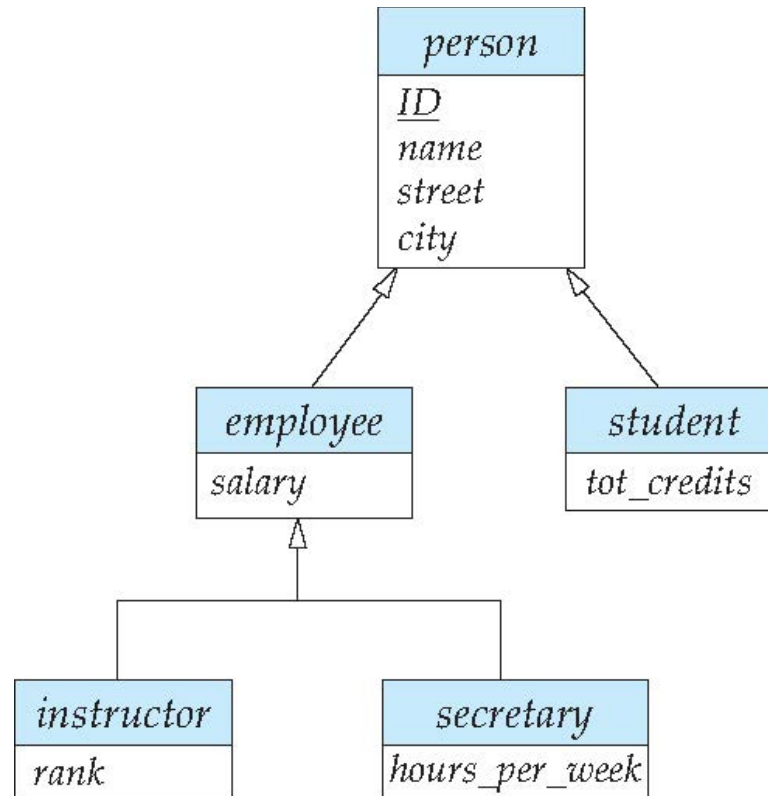 person
ID
name
street
city
employee
salary
student
tot_credits
instructor
rank
secretary
hours_per_week